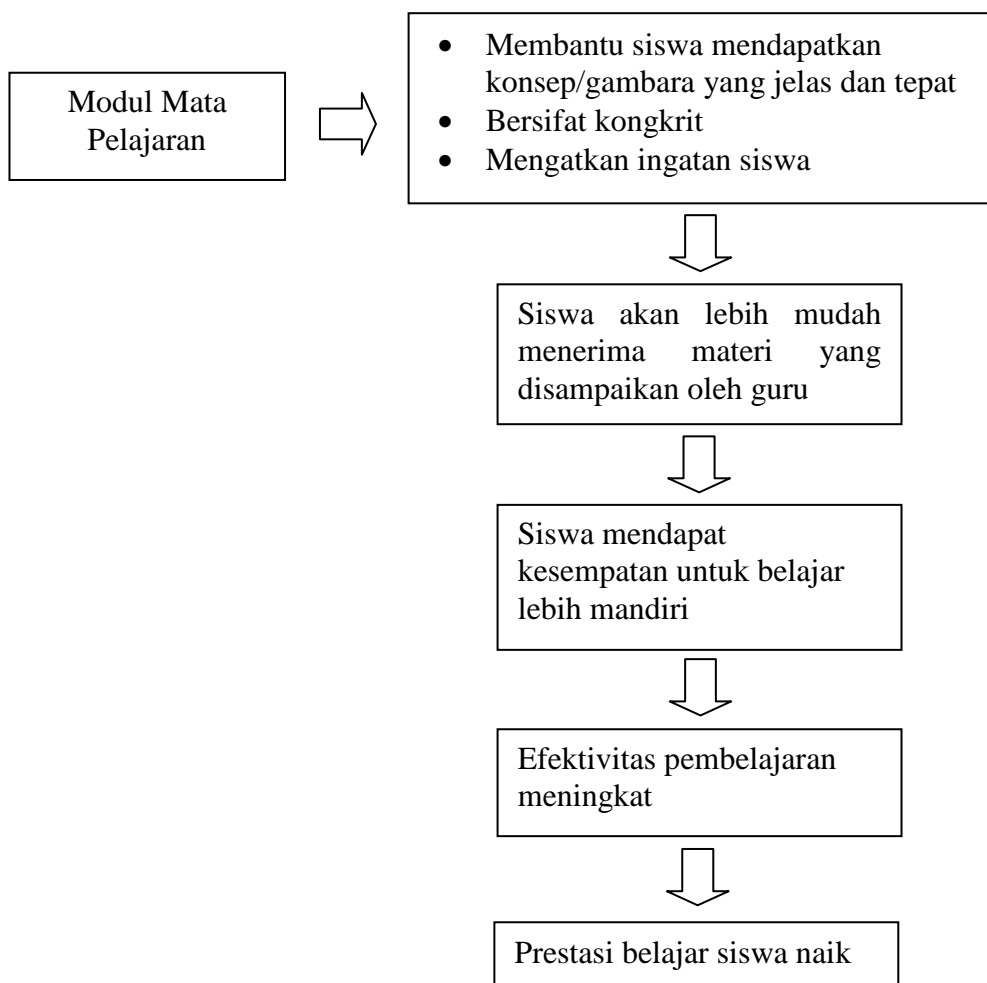 Modul Mata
Pelajaran
• Membantu siswa mendapatkan
konsep/gambara yang jelas dan tepat
• Bersifat kongkrit
• Mengatkan ingatan siswa
Siswa akan lebih mudah
menerima materi yang
disampaikan oleh guru
Siswa mendapat
kesempatan untuk belajar
lebih mandiri
Efektivitas pembelajaran
meningkat
Prestasi belajar siswa naik